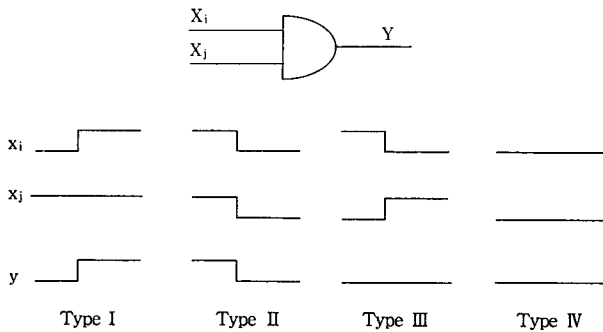 Xi
Xj
Y
xi
xj
y
Type Ⅰ
Type Ⅱ
Type Ⅲ
Type Ⅳ